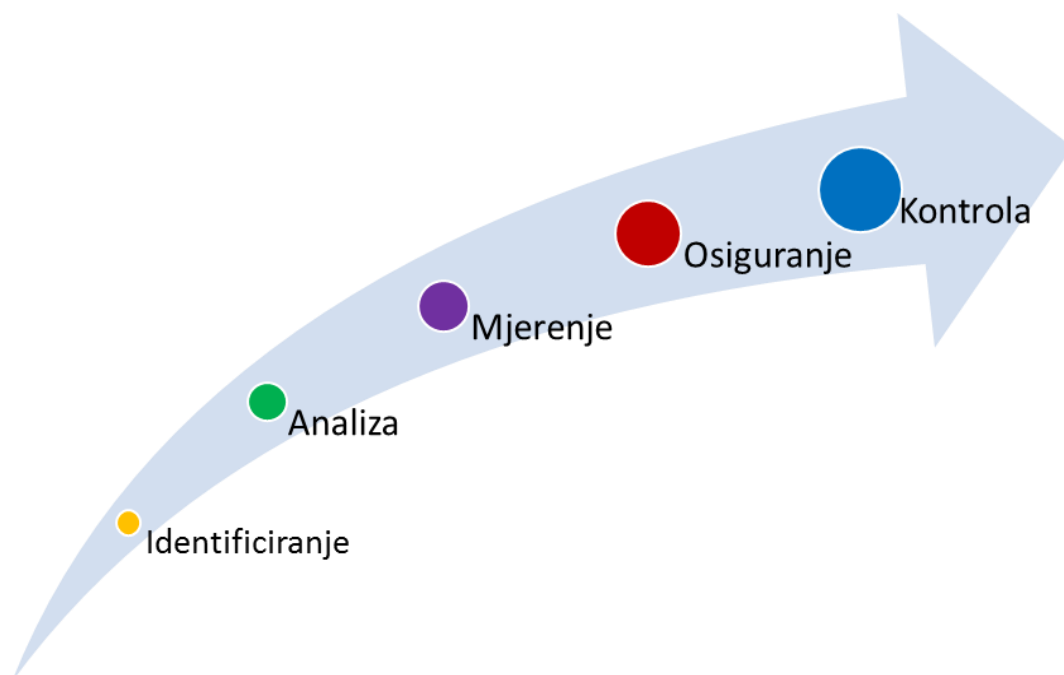 Identificiranje
Analiza
Mjerenje
Osiguranje
Kontrola